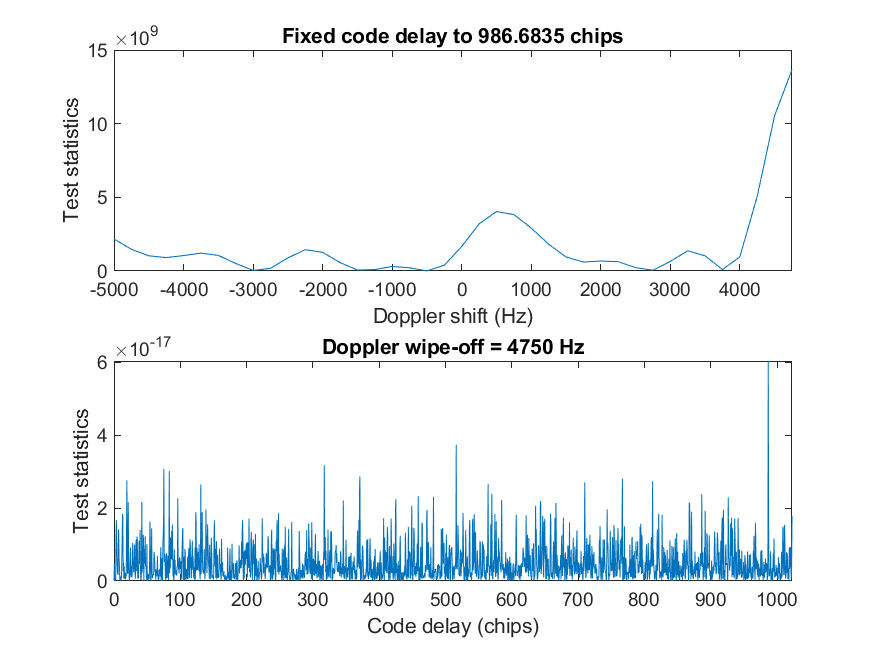 ×10⁹
Fixed code delay to 986.6835 chips
15
10
5
0
Test statistics
-5000 -4000 -3000 -2000 -1000 0 1000 2000 3000 4000
Doppler shift (Hz)
×10⁻¹⁷
Doppler wipe-off = 4750 Hz
6
4
2
0
Test statistics
0 100 200 300 400 500 600 700 800 900 1000
Code delay (chips)